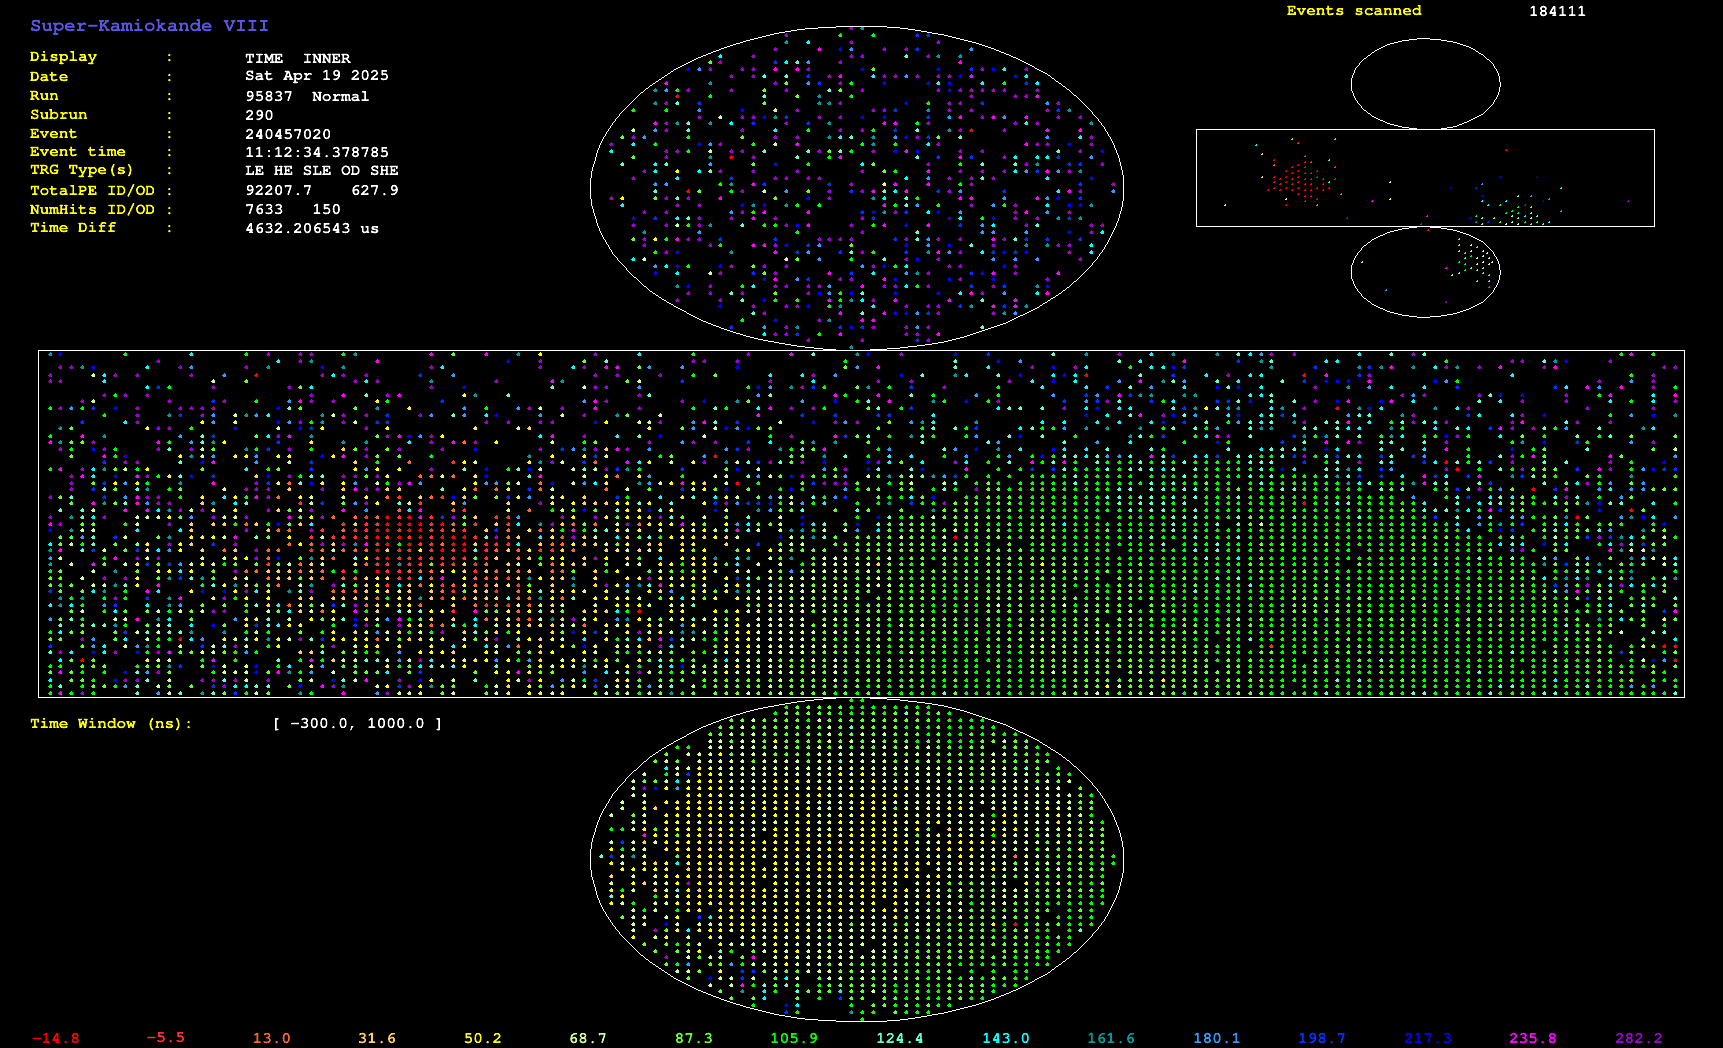 Super-Kamiokande VIII
Display : TIME INNER
Date : Sat Apr 19 2025
Run : 95837 Normal
Subrun : 290
Event : 240457020
Event time : 11:12:34.378785
TRG Type(s) : LE HE SLE OD SHE
TotalPE ID/OD : 92207.7 627.9
NumHits ID/OD : 7633 150
Time Diff : 4632.206543 us
Events scanned 184111
Time Window (ns): [ -300.0, 1000.0 ]
-14.8 -5.5 13.0 31.6 50.2 68.7 87.3 105.9 124.4 143.0 161.6 180.1 198.7 217.3 235.8 282.2